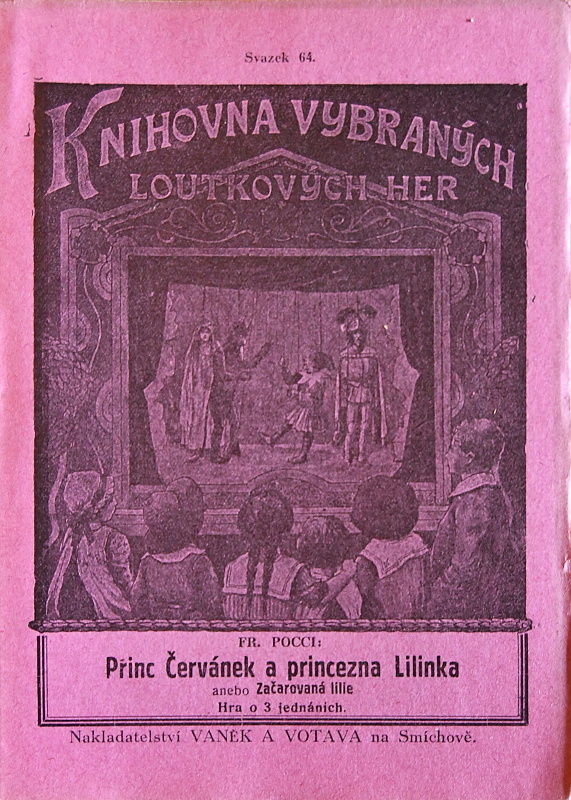 Svazek 64.
KNIHOVNA VYBRANÝCH
LOUTKOVÝCH HER
FR. POCCI:
Princ Červánek a princezna Lilinka
anebo Začarovaná lilie
Hra o 3 jednáních.
Nakladatelství VANĚK A VOTAVA na Smíchově.